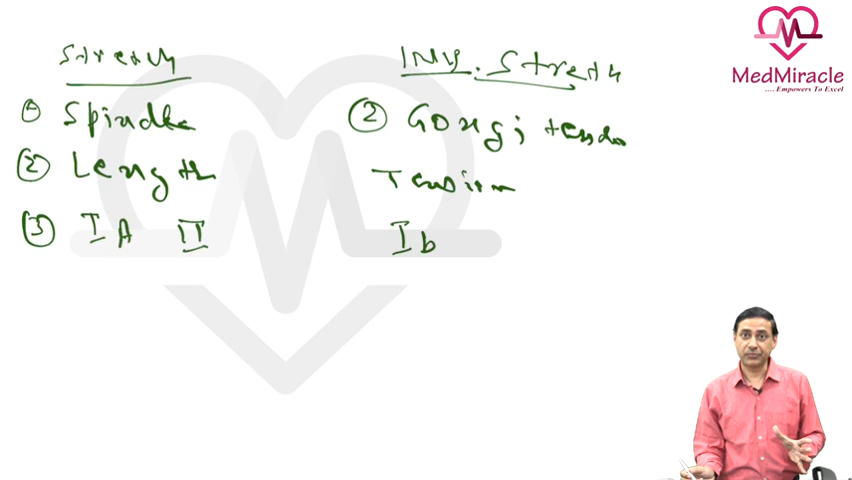 Stretch
Inv. Stretch
① Spindle
② Golgi tendon
② Length
Tension
③ IA II
Ib
MedMiracle
.... Empowers To Excel